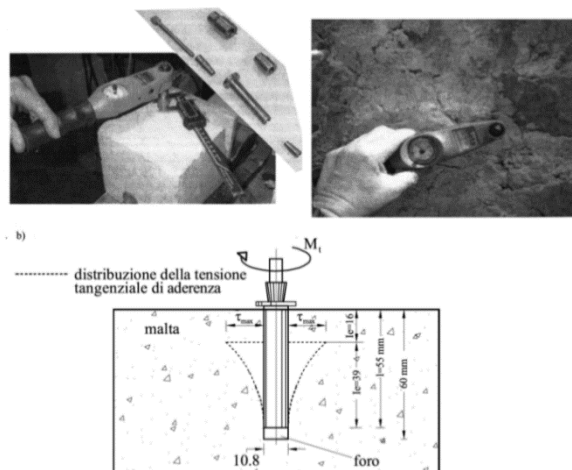 . b)
M t
distribuzione della tensione
tangenziale di aderenza
τmax
τmax
malta
le=16
le=39
l=55 mm
60 mm
10.8
foro